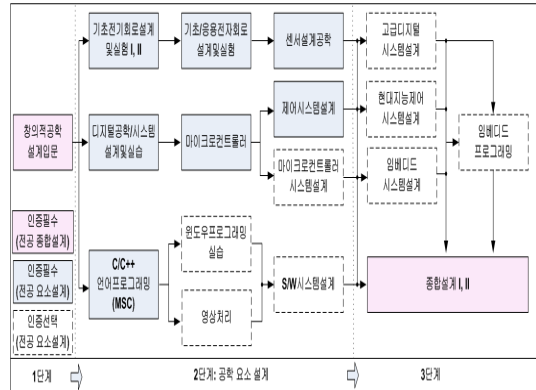 기초전기회로설계
및실험 I, II
기초/응용전자회로
설계및실험
센서설계공학
고급디지털
시스템설계
창의적공학
설계입문
디지털공학/시스템
설계및실습
마이크로컨트롤러
제어시스템설계
현대지능제어
시스템설계
임베디드
프로그래밍
마이크로컨트롤러
시스템설계
임베디드
시스템설계
인증필수
(전공 종합설계)
인증필수
(전공 요소설계)
인증선택
(전공 요소설계)
C/C++
언어프로그래밍
(MSC)
윈도우프로그래밍
실습
영상처리
S/W시스템설계
종합설계 I, II
1단계
2단계: 공학 요소 설계
3단계